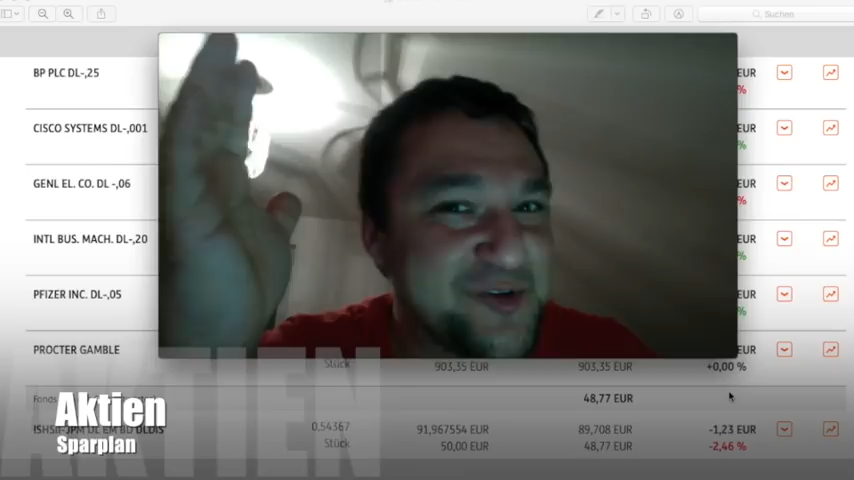 Suchen
BP PLC DL-,25
EUR
%
CISCO SYSTEMS DL-,001
EUR
%
GENL EL. CO. DL -,06
EUR
%
INTL BUS. MACH. DL-,20
EUR
%
PFIZER INC. DL-,05
EUR
%
PROCTER GAMBLE
EUR
Stück
903,35 EUR
903,35 EUR
+0,00 %
AKTIEN
Fonds
48,77 EUR
Aktien
Sparplan
0,54367
91,967554 EUR
89,708 EUR
-1,23 EUR
Stück
50,00 EUR
48,77 EUR
-2,46 %